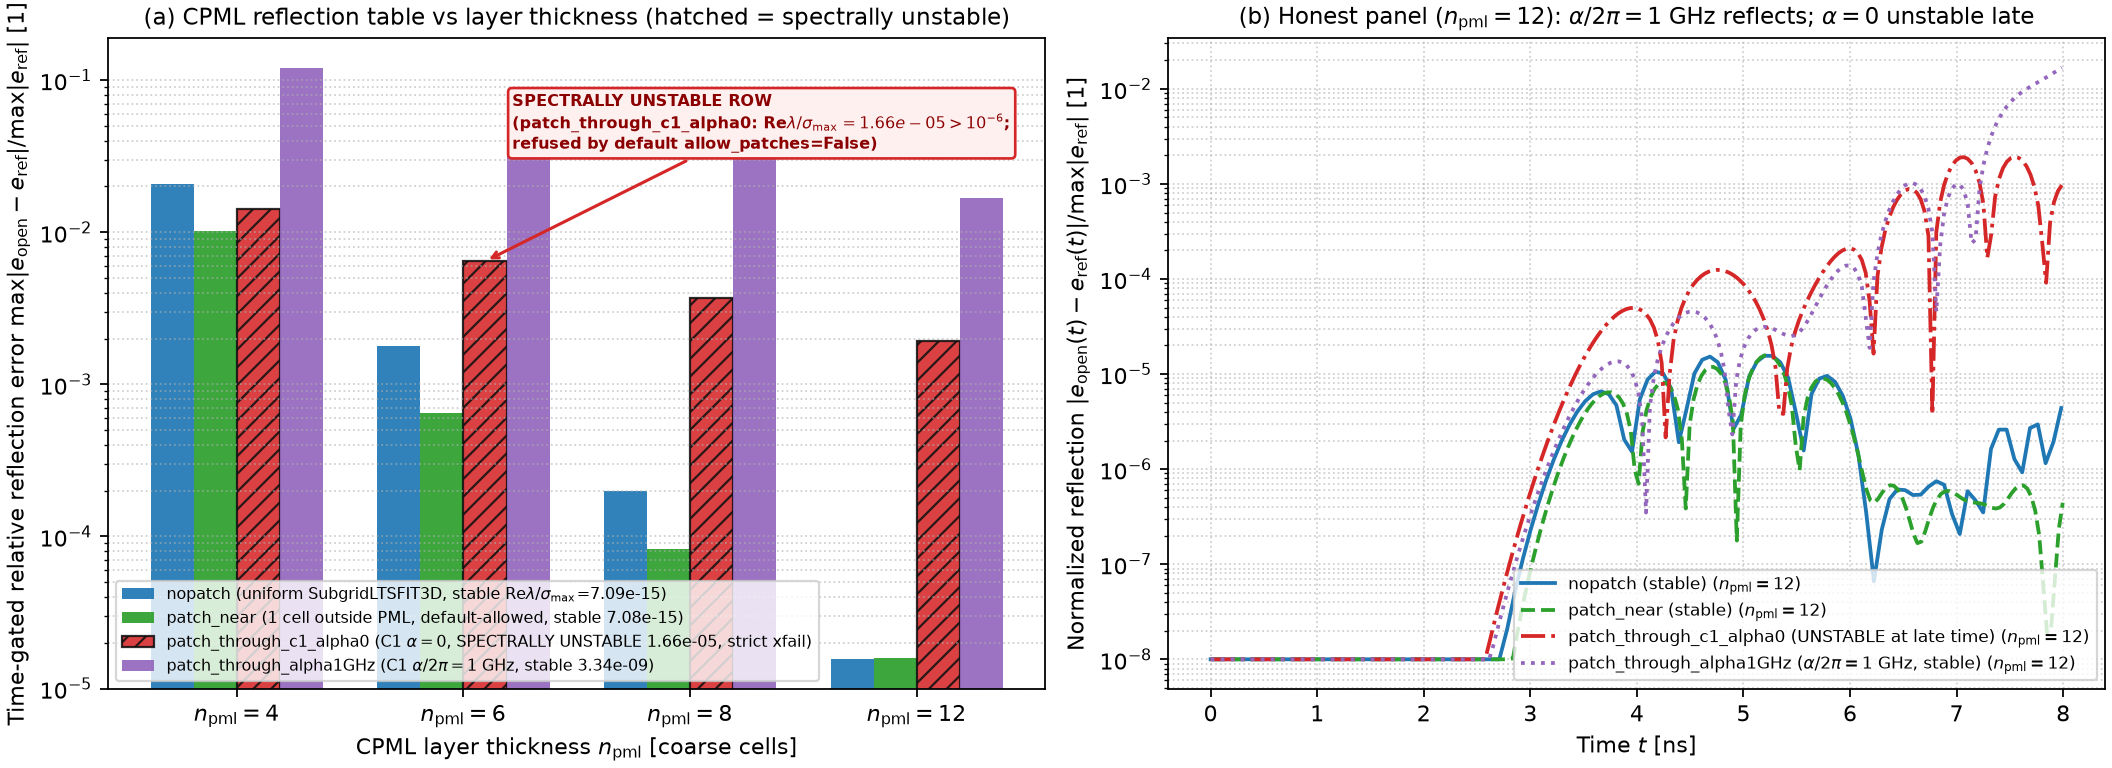 (a) CPML reflection table vs layer thickness (hatched = spectrally unstable)
Time-gated relative reflection error max|e_open − e_ref|/max|e_ref| [1]
10⁻¹
10⁻²
10⁻³
10⁻⁴
10⁻⁵
SPECTRALLY UNSTABLE ROW
(patch_through_c1_alpha0: Reλ/σ_max = 1.66e − 05 > 10⁻⁶;
refused by default allow_patches=False)
nopatch (uniform SubgridLTSFIT3D, stable Reλ/σ_max=7.09e-15)
patch_near (1 cell outside PML, default-allowed, stable 7.08e-15)
patch_through_c1_alpha0 (C1 α = 0, SPECTRALLY UNSTABLE 1.66e-05, strict xfail)
patch_through_alpha1GHz (C1 α/2π = 1 GHz, stable 3.34e-09)
n_pml = 4
n_pml = 6
n_pml = 8
n_pml = 12
CPML layer thickness n_pml [coarse cells]
(b) Honest panel (n_pml = 12): α/2π = 1 GHz reflects; α = 0 unstable late
Normalized reflection |e_open(t) − e_ref(t)|/max|e_ref| [1]
10⁻²
10⁻³
10⁻⁴
10⁻⁵
10⁻⁶
10⁻⁷
10⁻⁸
nopatch (stable) (n_pml = 12)
patch_near (stable) (n_pml = 12)
patch_through_c1_alpha0 (UNSTABLE at late time) (n_pml = 12)
patch_through_alpha1GHz (α/2π = 1 GHz, stable) (n_pml = 12)
0 1 2 3 4 5 6 7 8
Time t [ns]